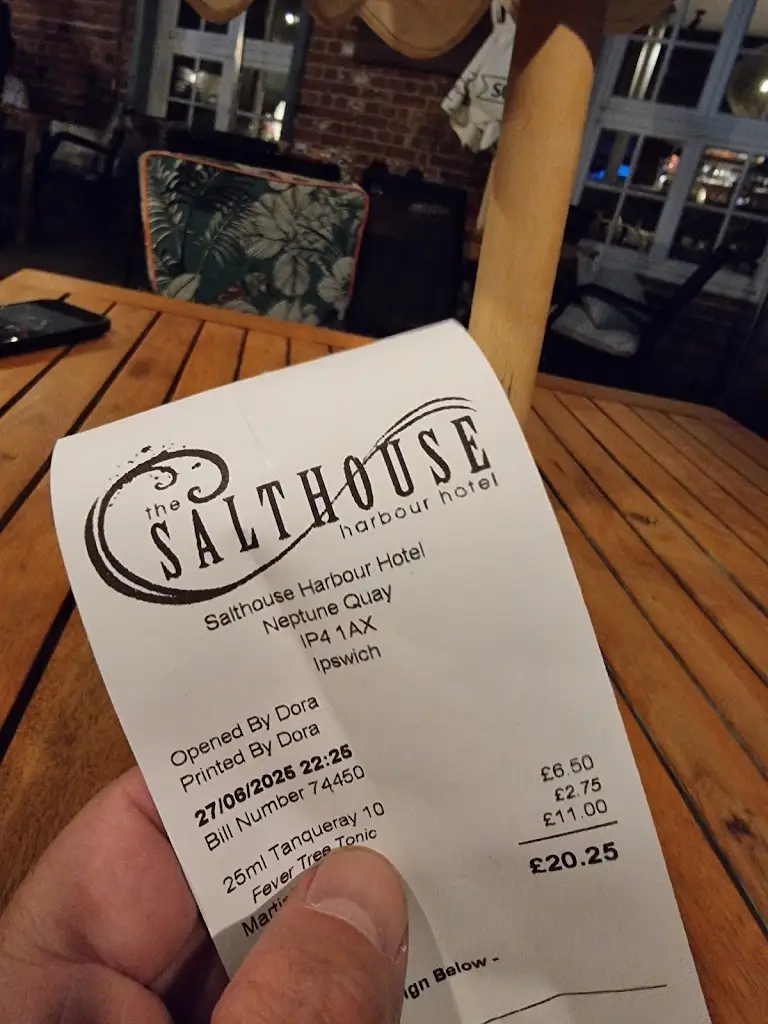 the
SALTHOUSE
harbour hotel
Salthouse Harbour Hotel
Neptune Quay
IP4 1AX
Ipswich
Opened By Dora
Printed By Dora
27/06/2025 22:25
Bill Number 74450
25ml Tanqueray 10 £6.50
Fever Tree Tonic £2.75
£11.00
£20.25
Below -